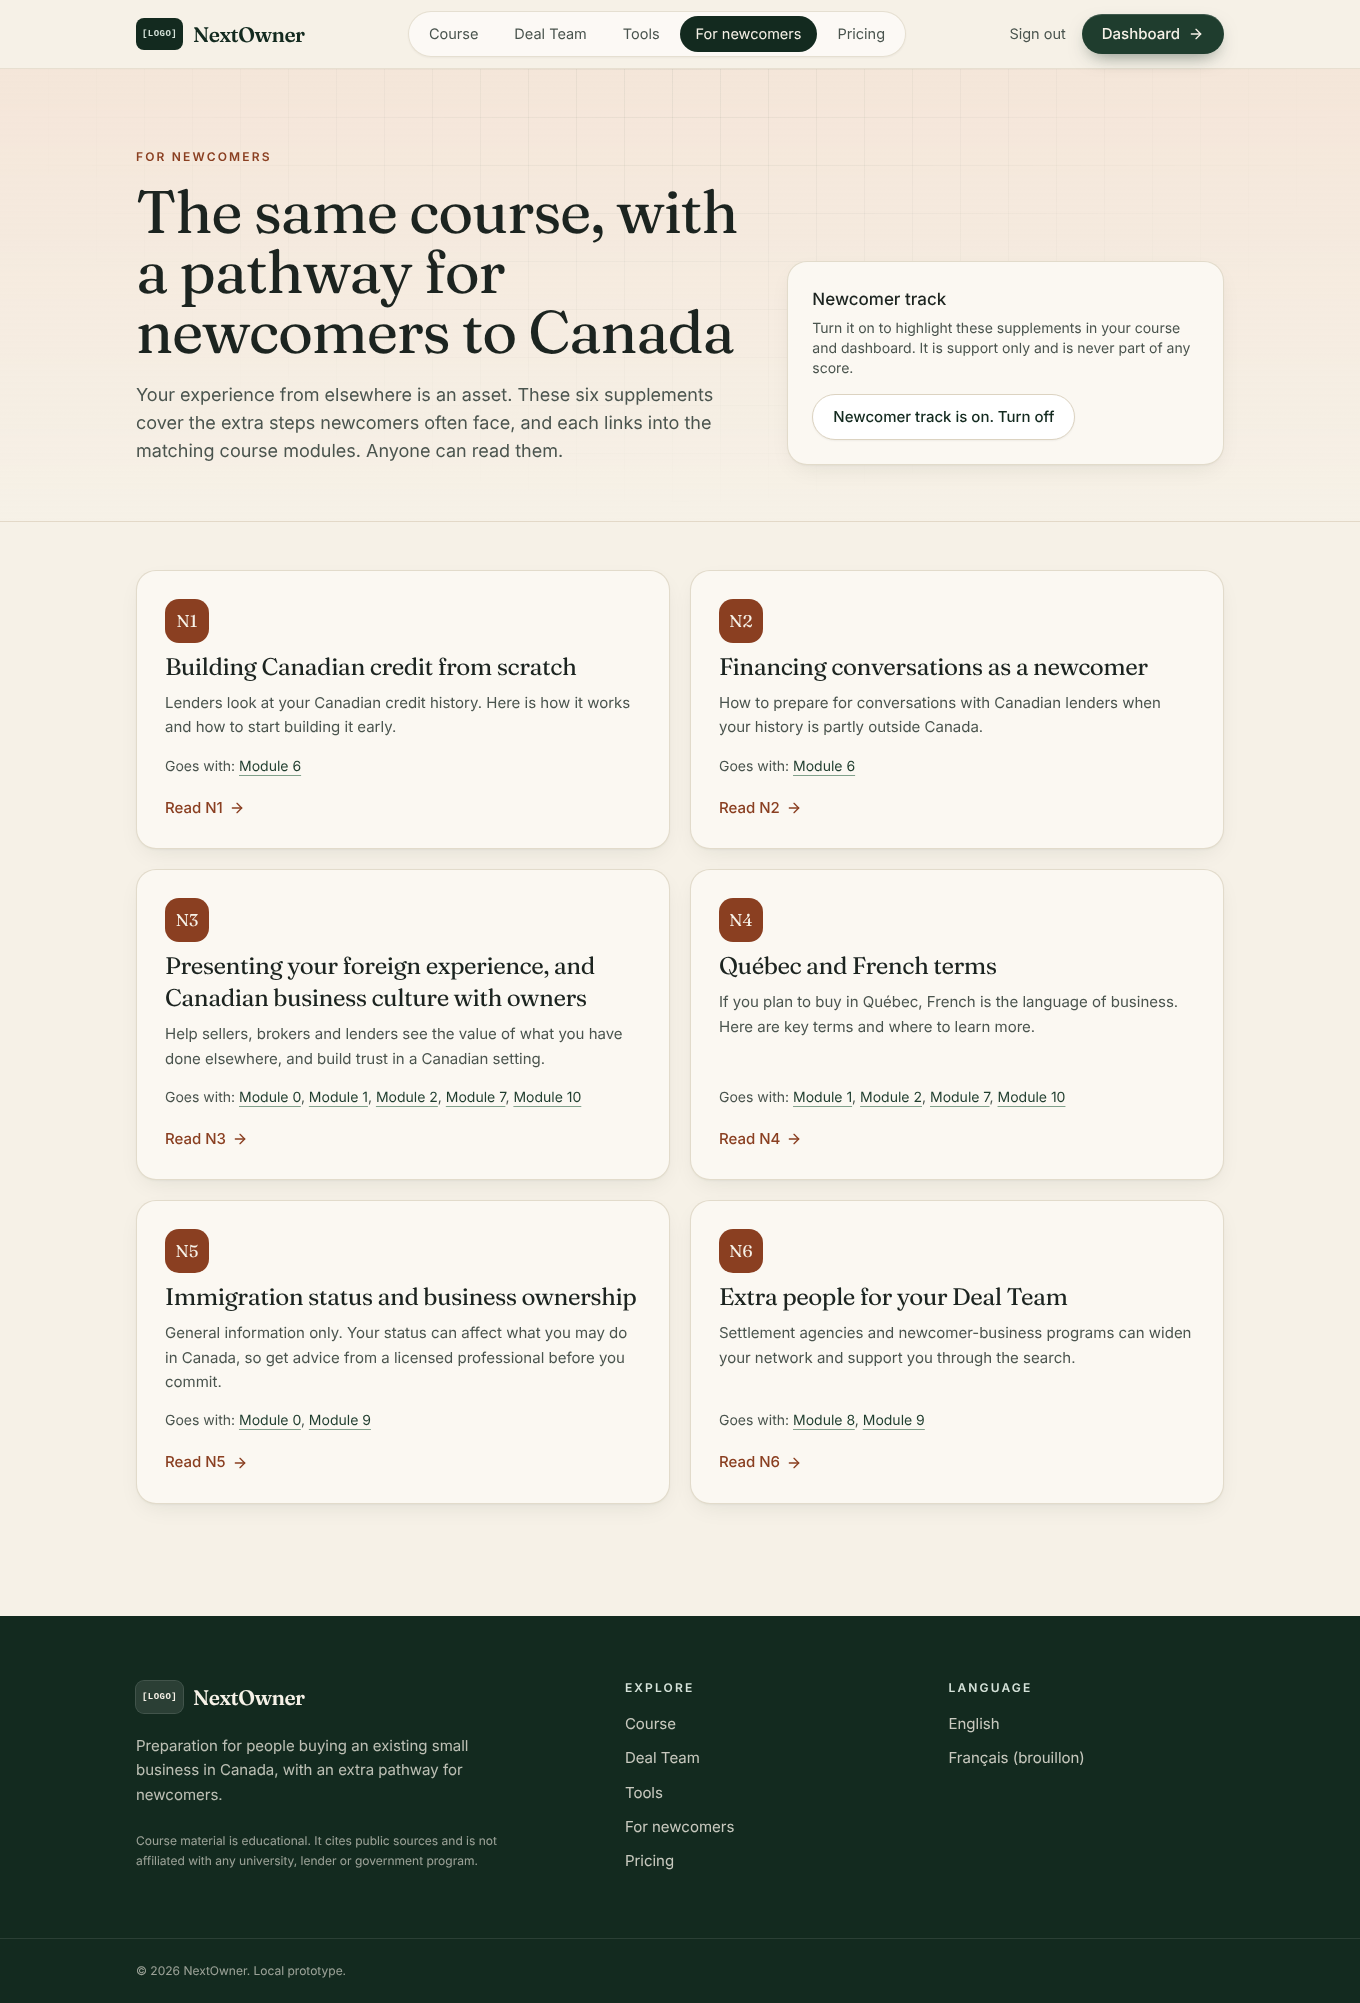 [LOGO] NextOwner
Course Deal Team Tools For newcomers Pricing
Sign out Dashboard →
FOR NEWCOMERS
The same course, with
a pathway for
newcomers to Canada
Your experience from elsewhere is an asset. These six supplements
cover the extra steps newcomers often face, and each links into the
matching course modules. Anyone can read them.
Newcomer track
Turn it on to highlight these supplements in your course
and dashboard. It is support only and is never part of any
score.
Newcomer track is on. Turn off
N1
Building Canadian credit from scratch
Lenders look at your Canadian credit history. Here is how it works
and how to start building it early.
Goes with: Module 6
Read N1 →
N2
Financing conversations as a newcomer
How to prepare for conversations with Canadian lenders when
your history is partly outside Canada.
Goes with: Module 6
Read N2 →
N3
Presenting your foreign experience, and
Canadian business culture with owners
Help sellers, brokers and lenders see the value of what you have
done elsewhere, and build trust in a Canadian setting.
Goes with: Module 0, Module 1, Module 2, Module 7, Module 10
Read N3 →
N4
Québec and French terms
If you plan to buy in Québec, French is the language of business.
Here are key terms and where to learn more.
Goes with: Module 1, Module 2, Module 7, Module 10
Read N4 →
N5
Immigration status and business ownership
General information only. Your status can affect what you may do
in Canada, so get advice from a licensed professional before you
commit.
Goes with: Module 0, Module 9
Read N5 →
N6
Extra people for your Deal Team
Settlement agencies and newcomer-business programs can widen
your network and support you through the search.
Goes with: Module 8, Module 9
Read N6 →
[LOGO] NextOwner
Preparation for people buying an existing small
business in Canada, with an extra pathway for
newcomers.
Course material is educational. It cites public sources and is not
affiliated with any university, lender or government program.
EXPLORE
Course
Deal Team
Tools
For newcomers
Pricing
LANGUAGE
English
Français (brouillon)
© 2026 NextOwner. Local prototype.